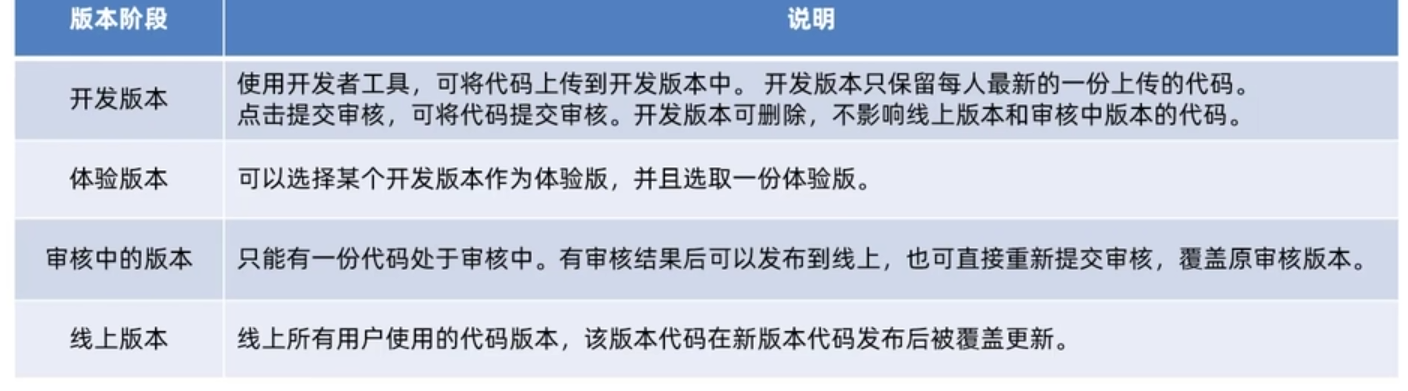 版本阶段
说明
开发版本
使用开发者工具，可将代码上传到开发版本中。 开发版本只保留每人最新的一份上传的代码。
点击提交审核，可将代码提交审核。开发版本可删除，不影响线上版本和审核中版本的代码。
体验版本
可以选择某个开发版本作为体验版，并且选取一份体验版。
审核中的版本
只能有一份代码处于审核中。有审核结果后可以发布到线上，也可直接重新提交审核，覆盖原审核版本。
线上版本
线上所有用户使用的代码版本，该版本代码在新版本代码发布后被覆盖更新。